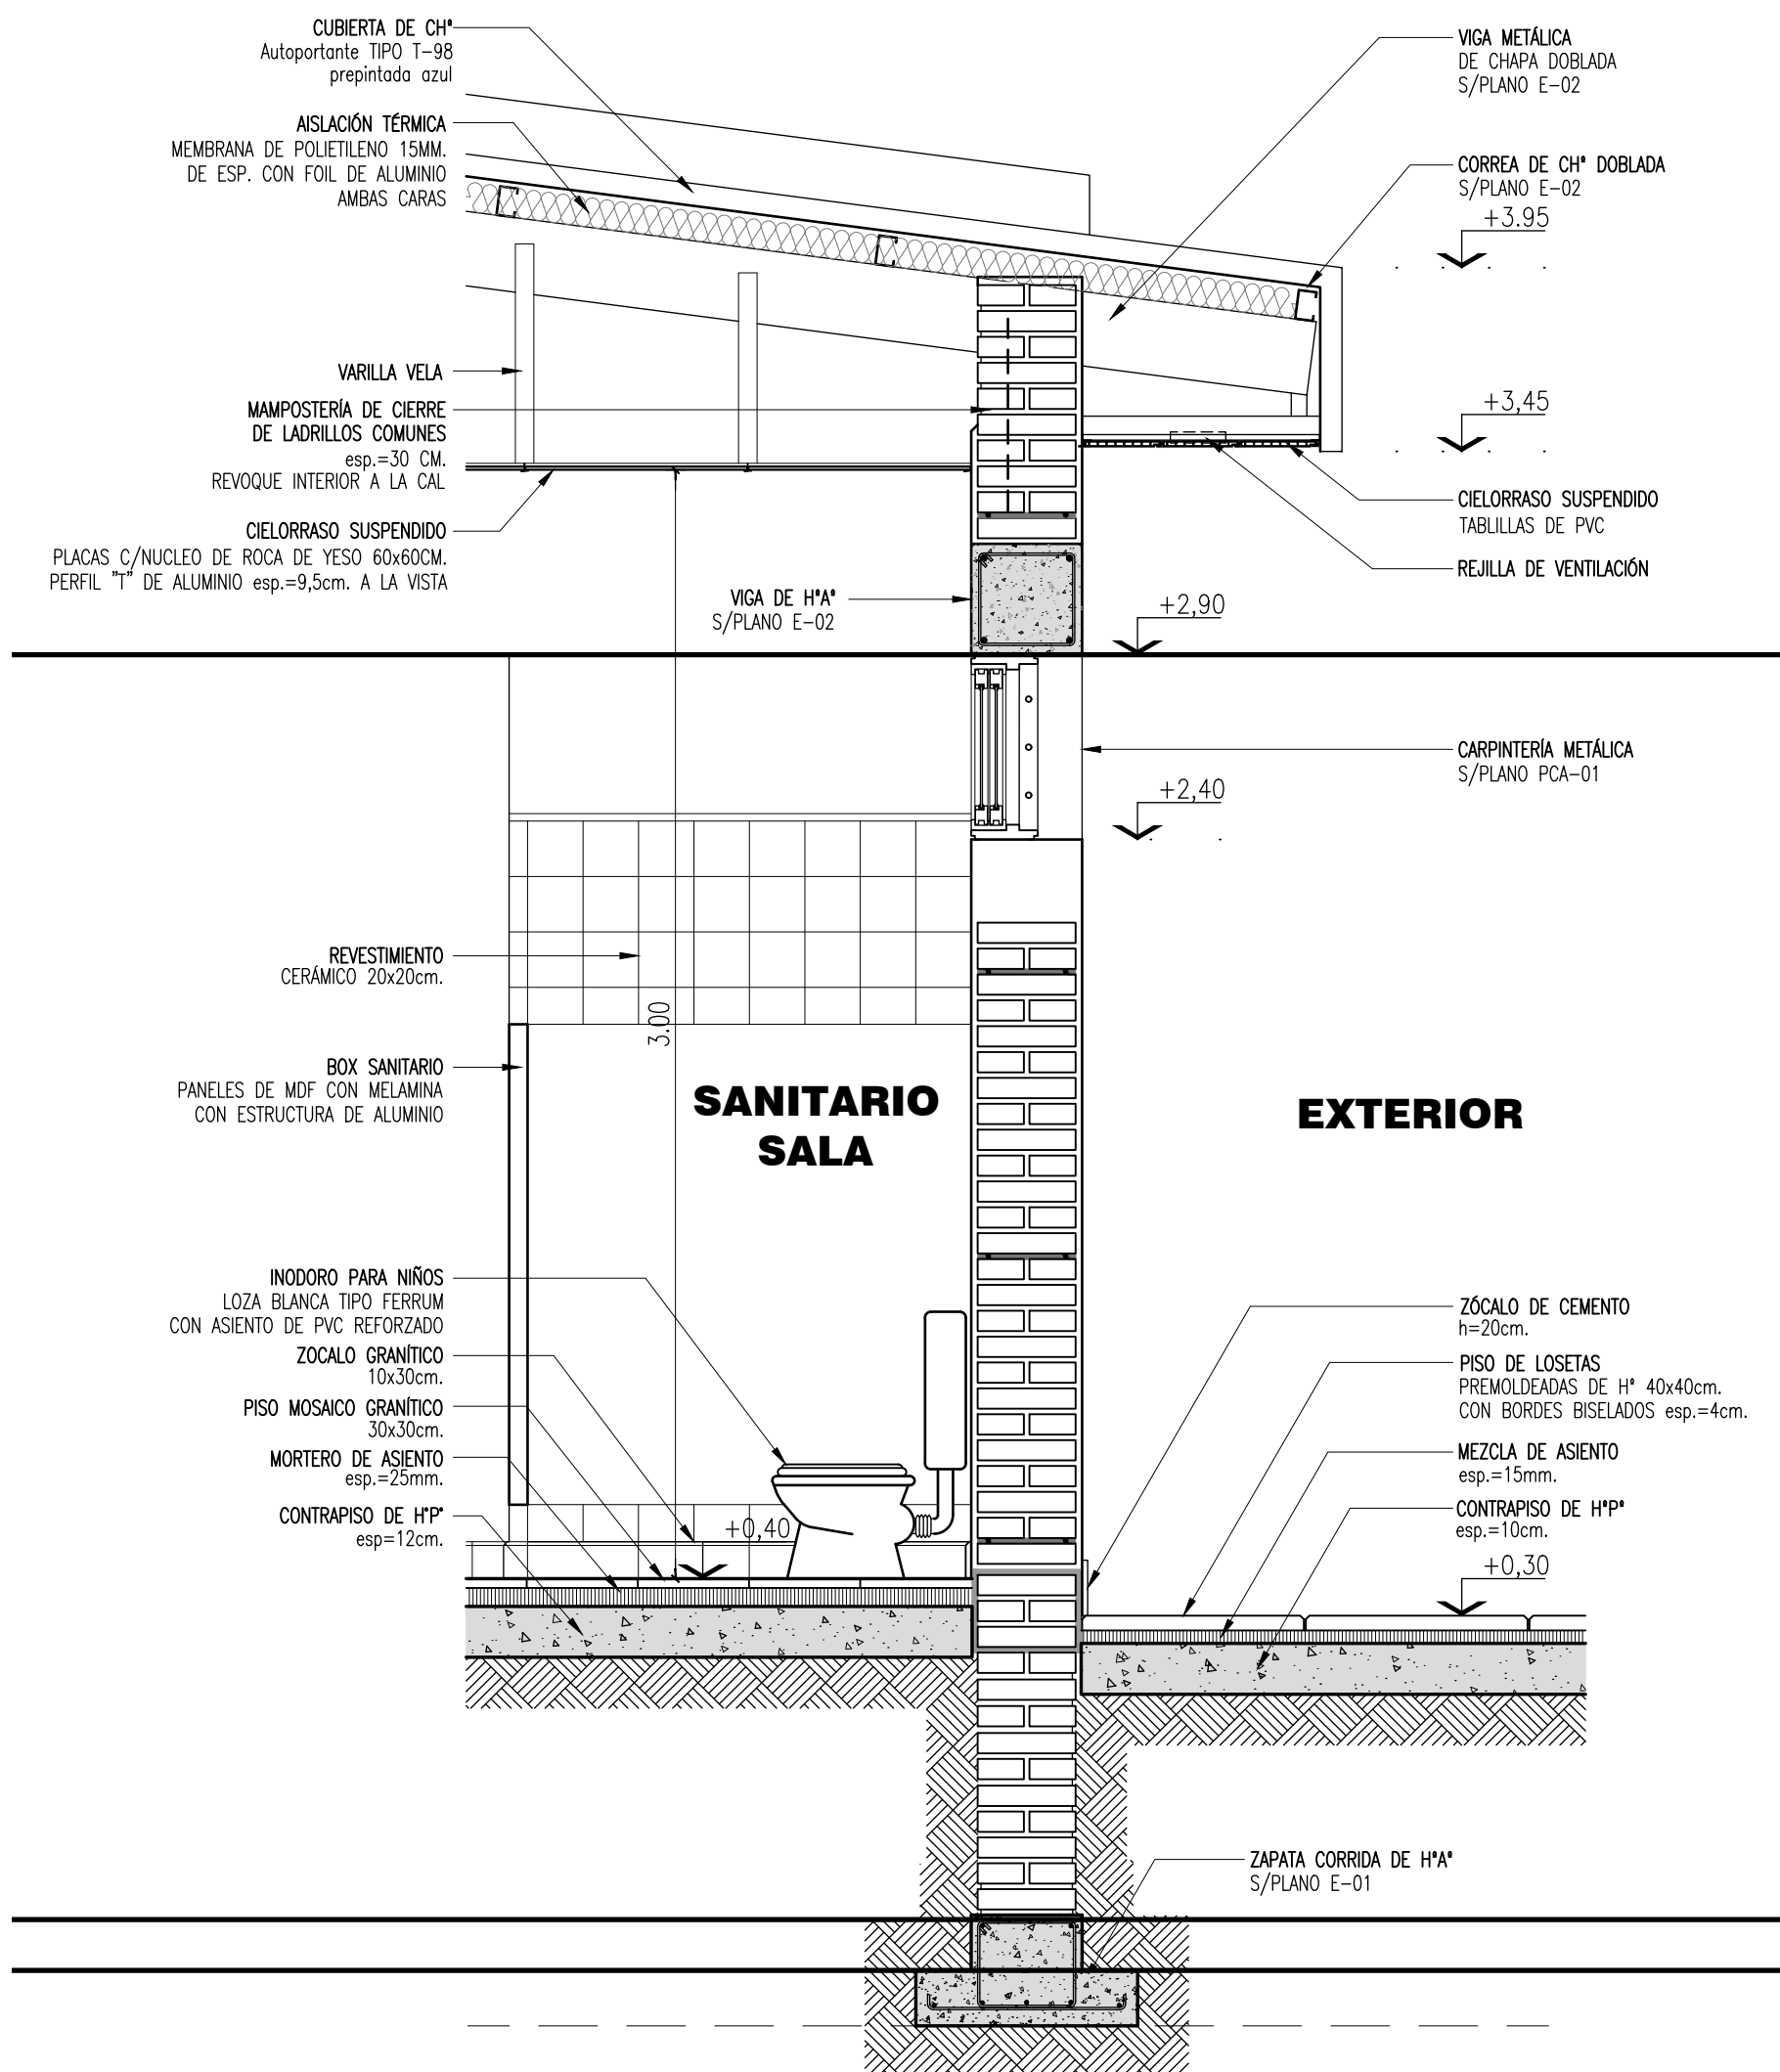 CUBIERTA DE CHª
Autoportante TIPO T-98
prepintada azul
AISLACIÓN TÉRMICA
MEMBRANA DE POLIETILENO 15MM.
DE ESP. CON FOIL DE ALUMINIO
AMBAS CARAS
VARILLA VELA
MAMPOSTERÍA DE CIERRE
DE LADRILLOS COMUNES
esp.=30 CM.
REVOQUE INTERIOR A LA CAL
CIELORRASO SUSPENDIDO
PLACAS C/NUCLEO DE ROCA DE YESO 60x60CM.
PERFIL "T" DE ALUMINIO esp.=9,5cm. A LA VISTA
VIGA DE HªAª
S/PLANO E-02
VIGA METÁLICA
DE CHAPA DOBLADA
S/PLANO E-02
CORREA DE CHª DOBLADA
S/PLANO E-02
+3.95
+3,45
CIELORRASO SUSPENDIDO
TABLILLAS DE PVC
REJILLA DE VENTILACIÓN
+2,90
CARPINTERÍA METÁLICA
S/PLANO PCA-01
+2,40
REVESTIMIENTO
CERÁMICO 20x20cm.
3.00
BOX SANITARIO
PANELES DE MDF CON MELAMINA
CON ESTRUCTURA DE ALUMINIO
SANITARIO
SALA
EXTERIOR
INODORO PARA NIÑOS
LOZA BLANCA TIPO FERRUM
CON ASIENTO DE PVC REFORZADO
ZOCALO GRANÍTICO
10x30cm.
PISO MOSAICO GRANÍTICO
30x30cm.
MORTERO DE ASIENTO
esp.=25mm.
CONTRAPISO DE HªPª
esp=12cm.
+0,40
ZÓCALO DE CEMENTO
h=20cm.
PISO DE LOSETAS
PREMOLDEADAS DE Hª 40x40cm.
CON BORDES BISELADOS esp.=4cm.
MEZCLA DE ASIENTO
esp.=15mm.
CONTRAPISO DE HªPª
esp.=10cm.
+0,30
ZAPATA CORRIDA DE HªAª
S/PLANO E-01